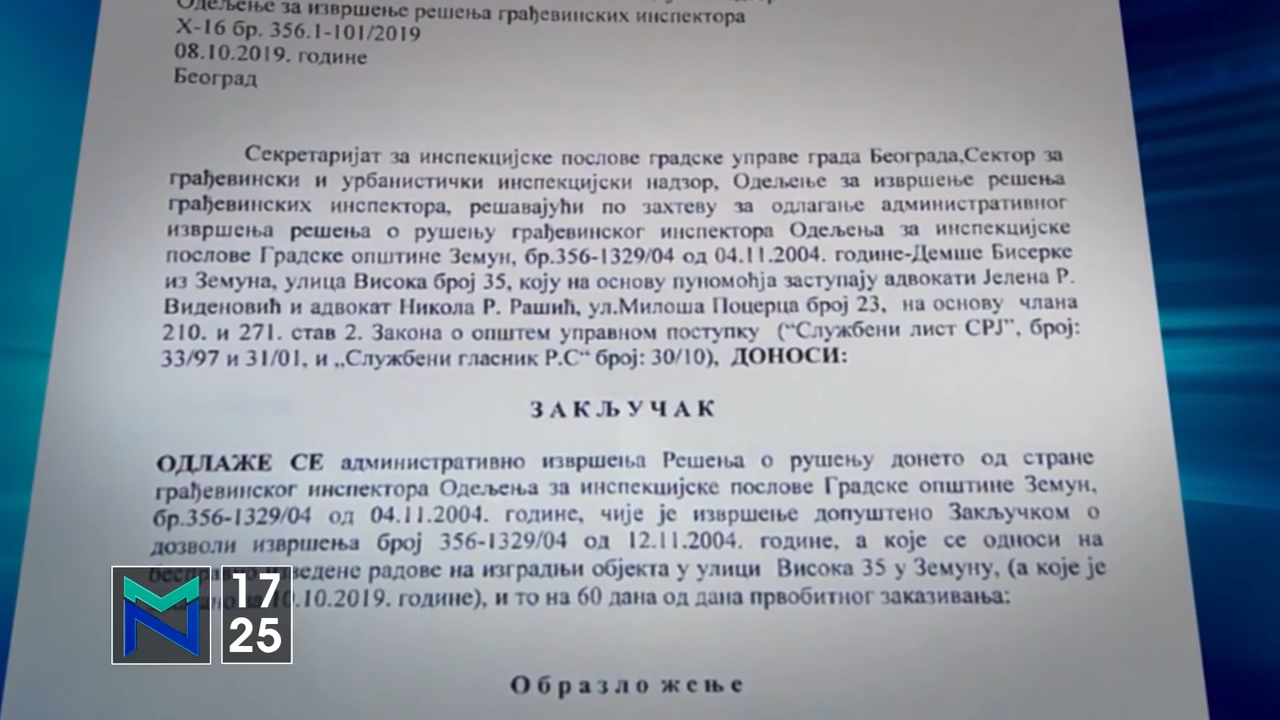 Одељење за извршење решења грађевинских инспектора
X-16 бр. 356.1-101/2019
08.10.2019. године
Београд
Секретаријат за инспекцијске послове градске управе града Београда,Сектор за
грађевински и урбанистички инспекцијски надзор, Одељење за извршење решења
грађевинских инспектора, решавајући по захтеву за одлагање административног
извршења решења о рушењу грађевинског инспектора Одељења за инспекцијске
послове Градске општине Земун, бр.356-1329/04 од 04.11.2004. године-Демше Бисерке
из Земуна, улица Висока број 35, коју на основу пуномоћја заступају адвокати Јелена Р.
Виденовић и адвокат Никола Р. Рашић, ул.Милоша Поцерца број 23, на основу члана
210. и 271. став 2. Закона о општем управном поступку (“Службени лист СРЈ”, број:
33/97 и 31/01, и „Службени гласник Р.С“ број: 30/10), ДОНОСИ:
З А К Љ У Ч А К
ОДЛАЖЕ СЕ административно извршења Решења о рушењу донето од стране
грађевинског инспектора Одељења за инспекцијске послове Градске општине Земун,
бр.356-1329/04 од 04.11.2004. године, чије је извршење допуштено Закључком о
дозволи извршења број 356-1329/04 од 12.11.2004. године, а које се односи на
изведене радове на изградњи објекта у улици Висока 35 у Земуну, (а које је
10.10.2019. године), и то на 60 дана од дана првобитног заказивања:
О б р а з л о ж е њ е
17
25